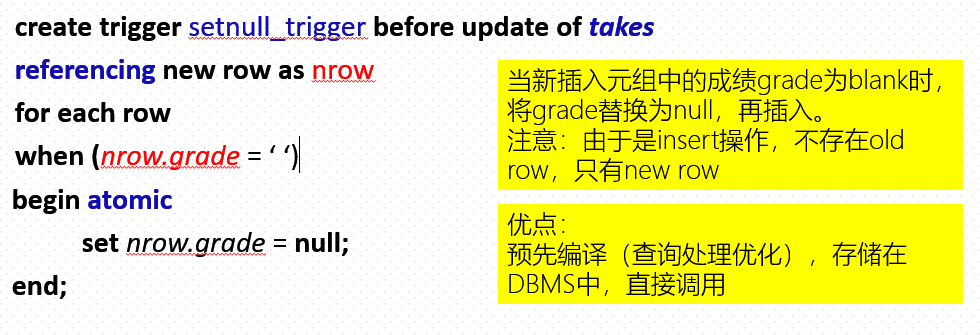 create trigger setnull_trigger before update of takes
referencing new row as nrow
for each row
when (nrow.grade = ‘ ‘)
begin atomic
set nrow.grade = null;
end;
当新插入元组中的成绩grade为blank时，
将grade替换为null，再插入。
注意：由于是insert操作，不存在old
row，只有new row
优点：
预先编译（查询处理优化），存储在
DBMS中，直接调用